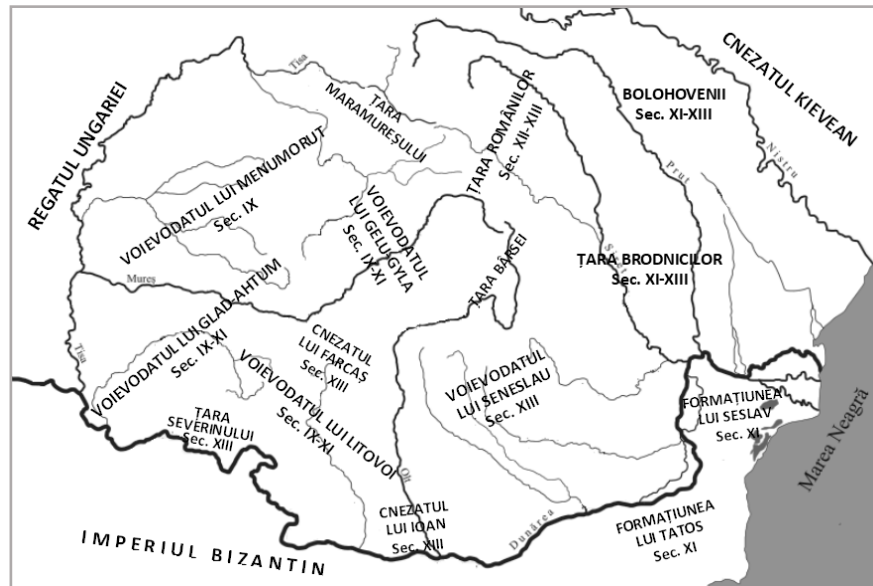 CNEZATUL KIEVEAN
REGATUL UNGARIEI
Tisa
ȚARA
MARAMUREȘULUI
ȚARA ROMÂNILOR
SEC. XII-XIII
BOLOHOVENII
Sec. XI-XIII
Nistru
Prut
VOIEVODATUL LUI MENUMORUT
Sec. IX
VOIEVODATUL
LUI GELU-GYLA
Sec. IX-XI
ȚARA BÂRSEI
Siret
ȚARA BRODNICILOR
Sec. XI-XIII
Mureș
Tisa
VOIEVODATUL LUI GLAD-AHTUM
Sec. IX-XI
CNEZATUL
LUI FARCAȘ
Sec. XIII
VOIEVODATUL LUI LITOVOI
Sec. IX-XI
VOIEVODATUL
LUI SENESLAU
Sec. XIII
FORMAȚIUNEA
LUI SESLAV
Sec. XI
Marea Neagră
ȚARA
SEVERINULUI
Sec. XIII
Olt
CNEZATUL
LUI IOAN
Sec. XIII
Dunărea
FORMAȚIUNEA
LUI TATOS
Sec. XI
IMPERIUL BIZANTIN